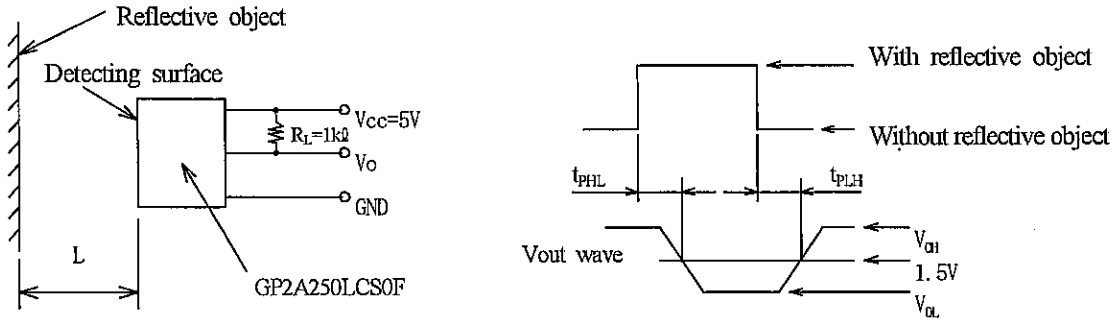 Reflective object
Detecting surface
Vcc=5V
RL=1kΩ
Vo
GND
L
GP2A250LCS0F
With reflective object
Without reflective object
tPHL
tPLH
Vout wave
VOH
1.5V
VOL